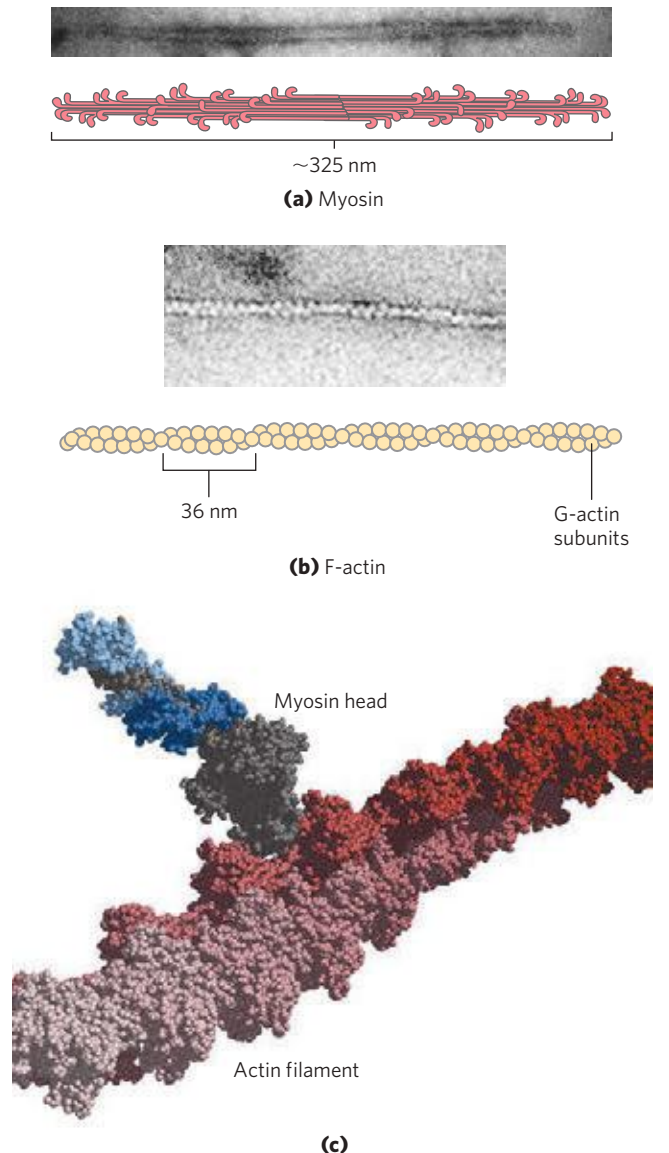 ~325 nm
(a) Myosin
36 nm
G-actin
subunits
(b) F-actin
Myosin head
Actin filament
(c)